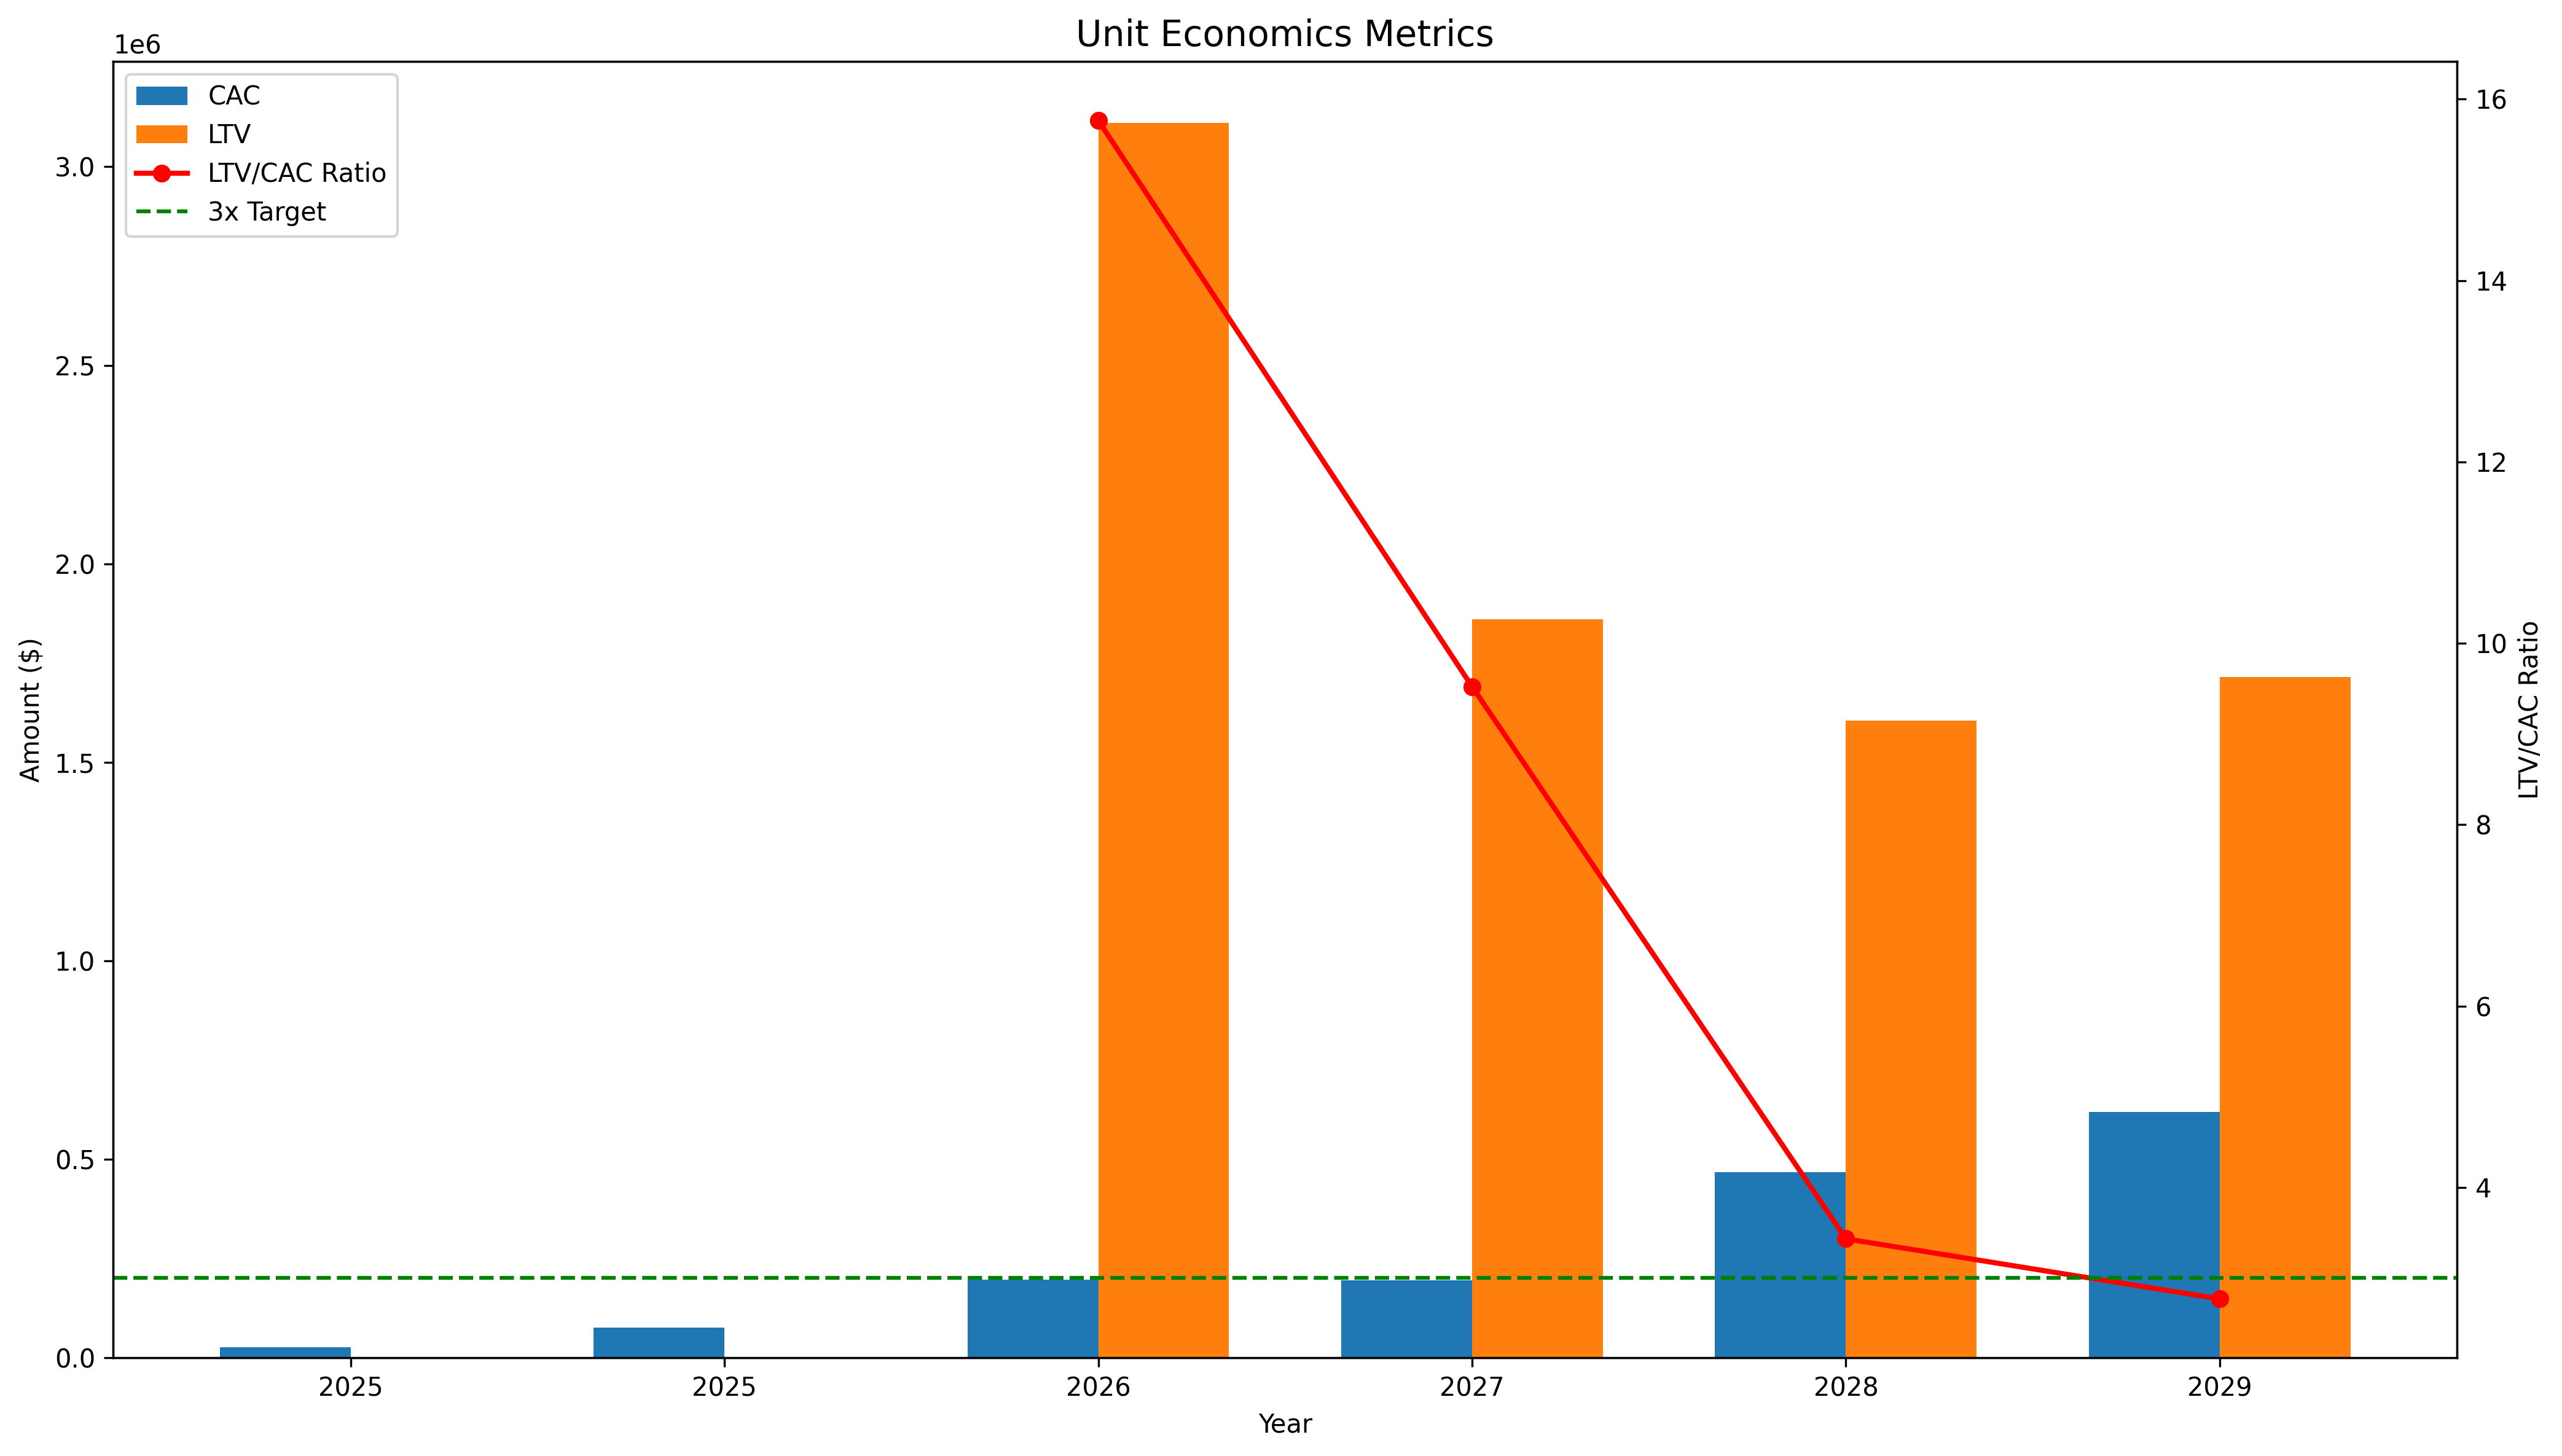 Unit Economics Metrics
1e6
CAC
LTV
LTV/CAC Ratio
3x Target
3.0
2.5
2.0
1.5
1.0
0.5
0.0
Amount ($)
16
14
12
10
8
6
4
LTV/CAC Ratio
2025 2025 2026 2027 2028 2029
Year